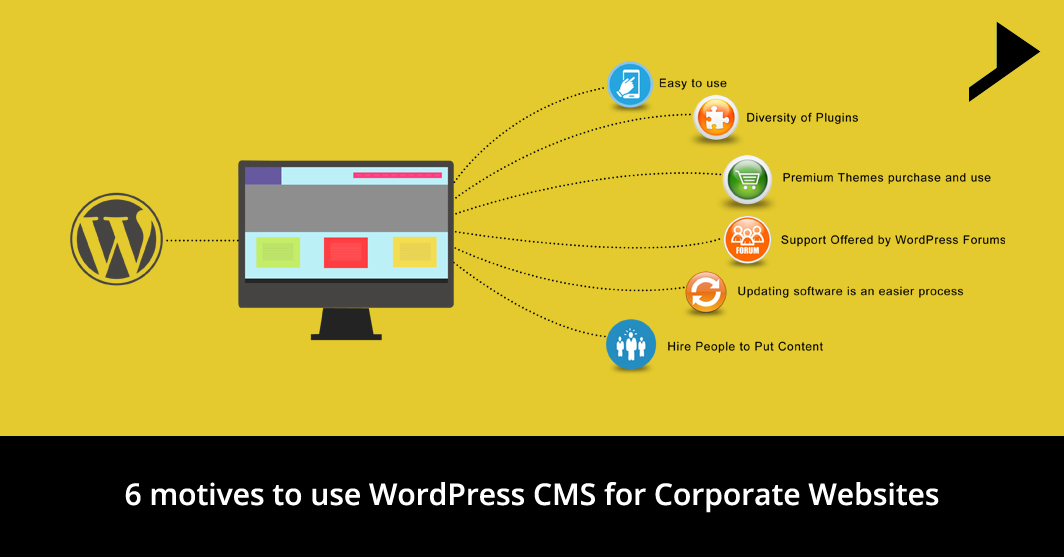 Easy to use
Diversity of Plugins
Premium Themes purchase and use
Support Offered by WordPress Forums
FORUM
Updating software is an easier process
Hire People to Put Content
6 motives to use WordPress CMS for Corporate Websites